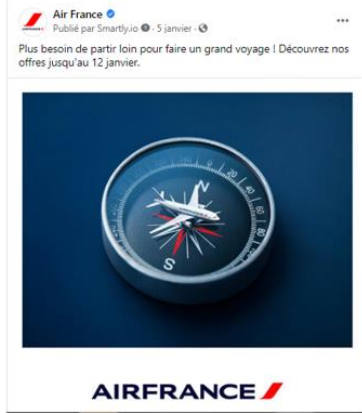 Air France
Publié par Smartly.io · 5 janvier ·
Plus besoin de partir loin pour faire un grand voyage ! Découvrez nos
offres jusqu'au 12 janvier.
N
S
AIRFRANCE